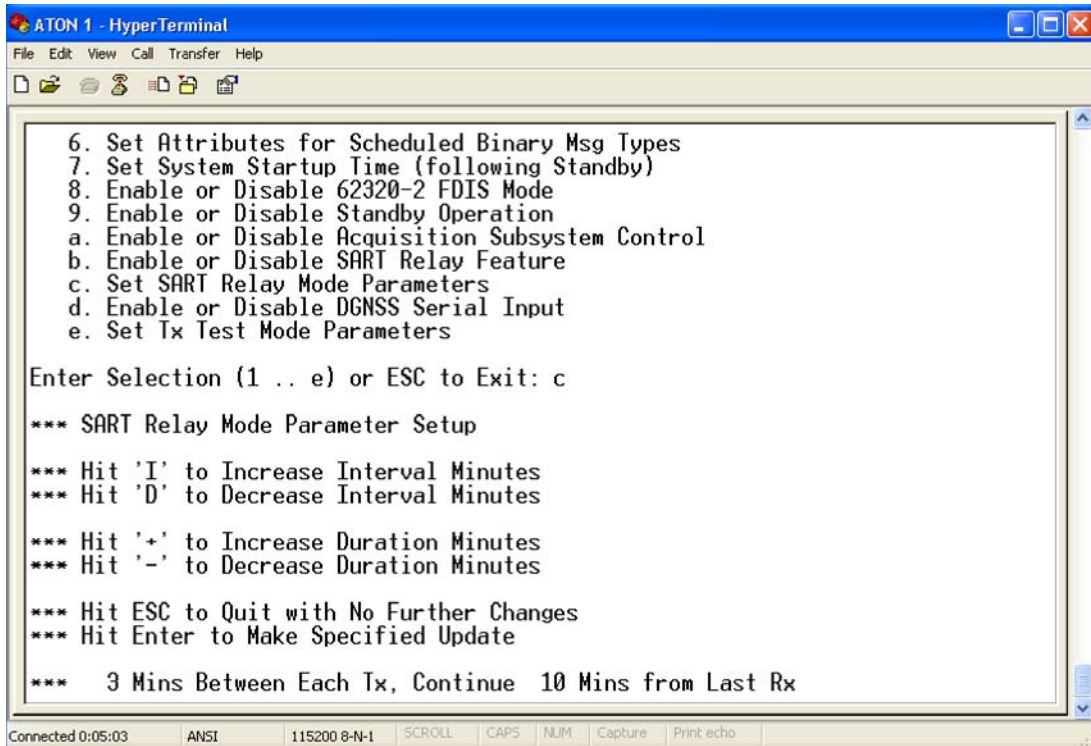 ATON 1 - HyperTerminal
File Edit View Call Transfer Help
6. Set Attributes for Scheduled Binary Msg Types
7. Set System Startup Time (following Standby)
8. Enable or Disable 62320-2 FDIS Mode
9. Enable or Disable Standby Operation
a. Enable or Disable Acquisition Subsystem Control
b. Enable or Disable SART Relay Feature
c. Set SART Relay Mode Parameters
d. Enable or Disable DGNSS Serial Input
e. Set Tx Test Mode Parameters
Enter Selection (1 .. e) or ESC to Exit: c
*** SART Relay Mode Parameter Setup
*** Hit 'I' to Increase Interval Minutes
*** Hit 'D' to Decrease Interval Minutes
*** Hit '+' to Increase Duration Minutes
*** Hit '-' to Decrease Duration Minutes
*** Hit ESC to Quit with No Further Changes
*** Hit Enter to Make Specified Update
*** 3 Mins Between Each Tx, Continue 10 Mins from Last Rx
Connected 0:05:03 ANSI 115200 8-N-1 SCROLL CAPS NUM Capture Print echo